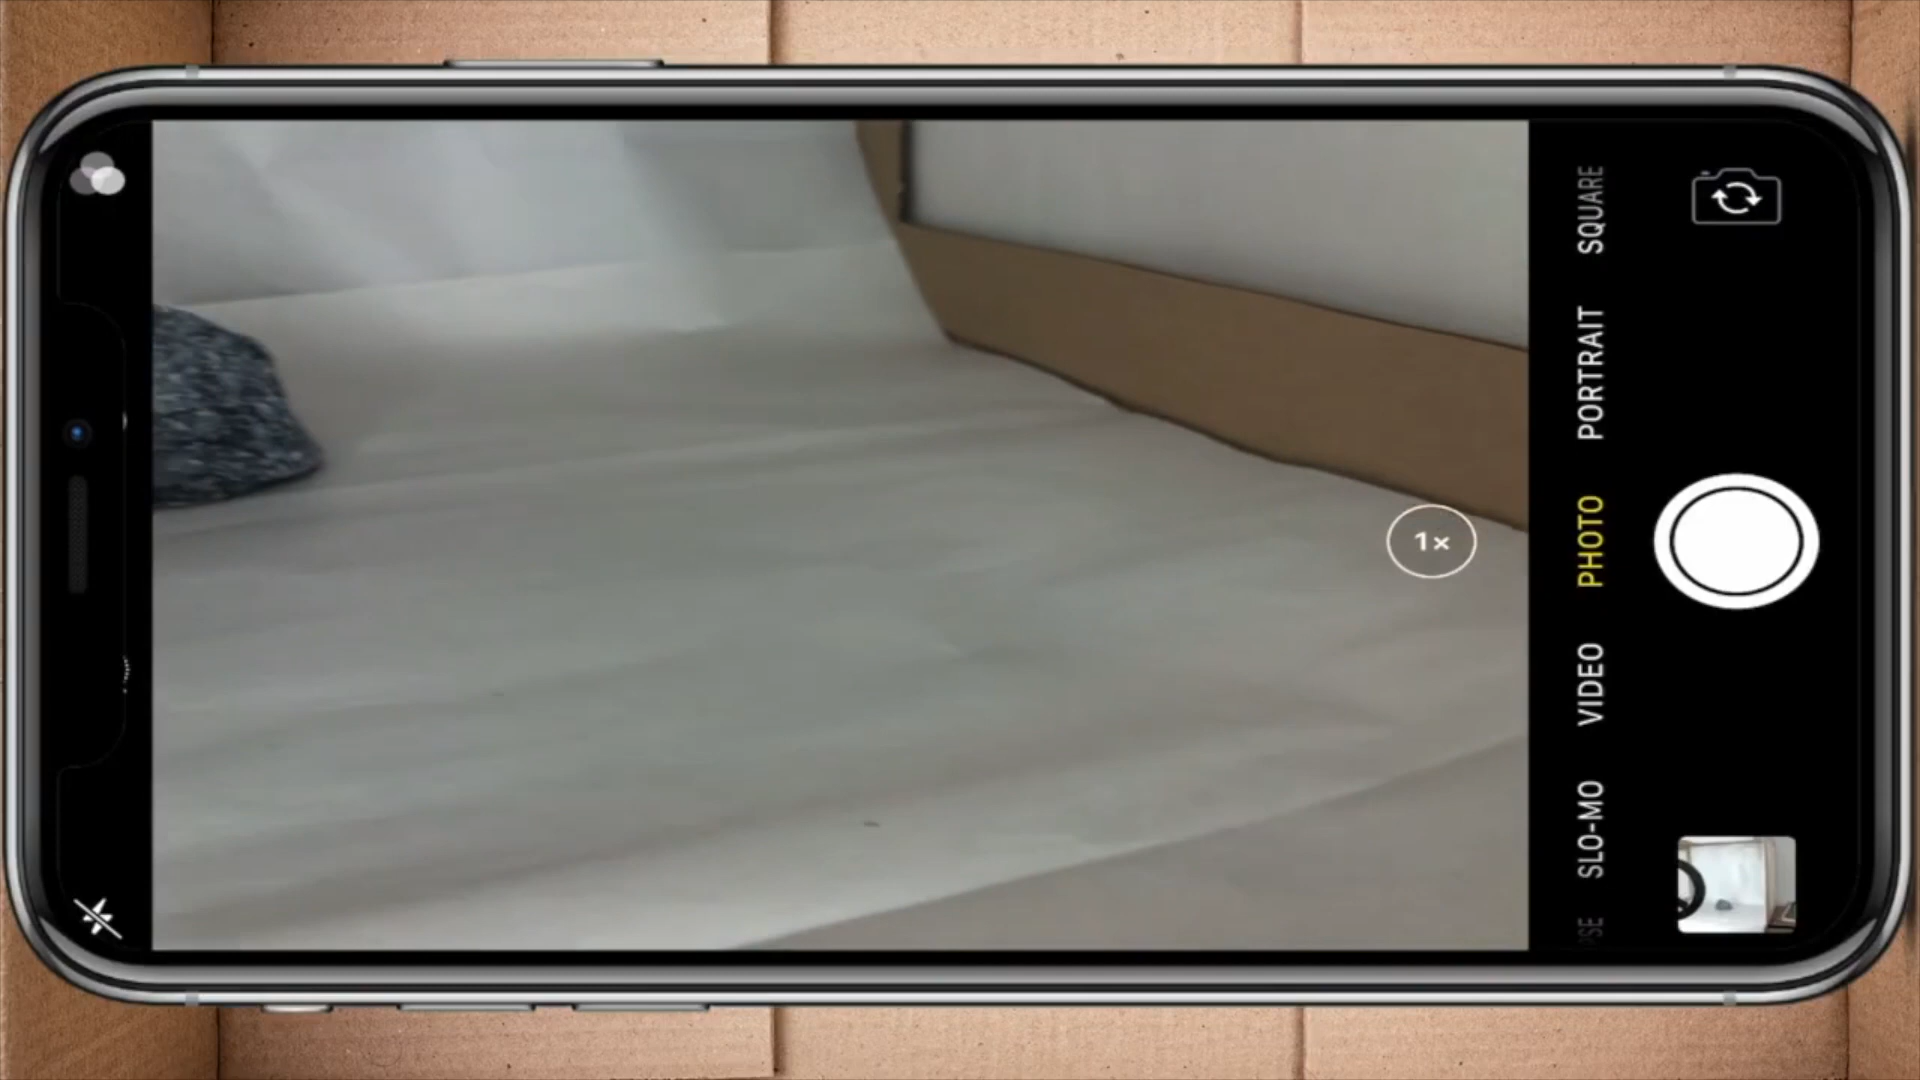 SQUARE
PORTRAIT
PHOTO
VIDEO
SLO-MO
1×